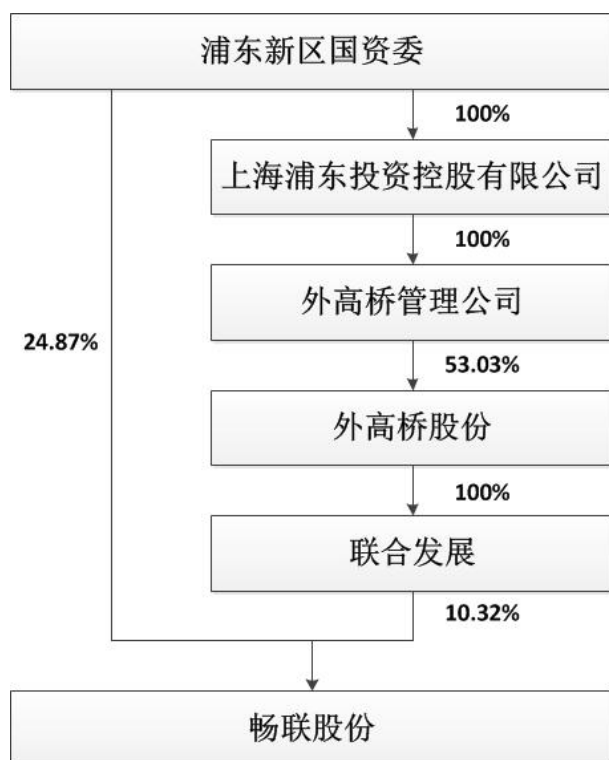 浦东新区国资委
100%
上海浦东投资控股有限公司
100%
外高桥管理公司
24.87%
53.03%
外高桥股份
100%
联合发展
10.32%
畅联股份